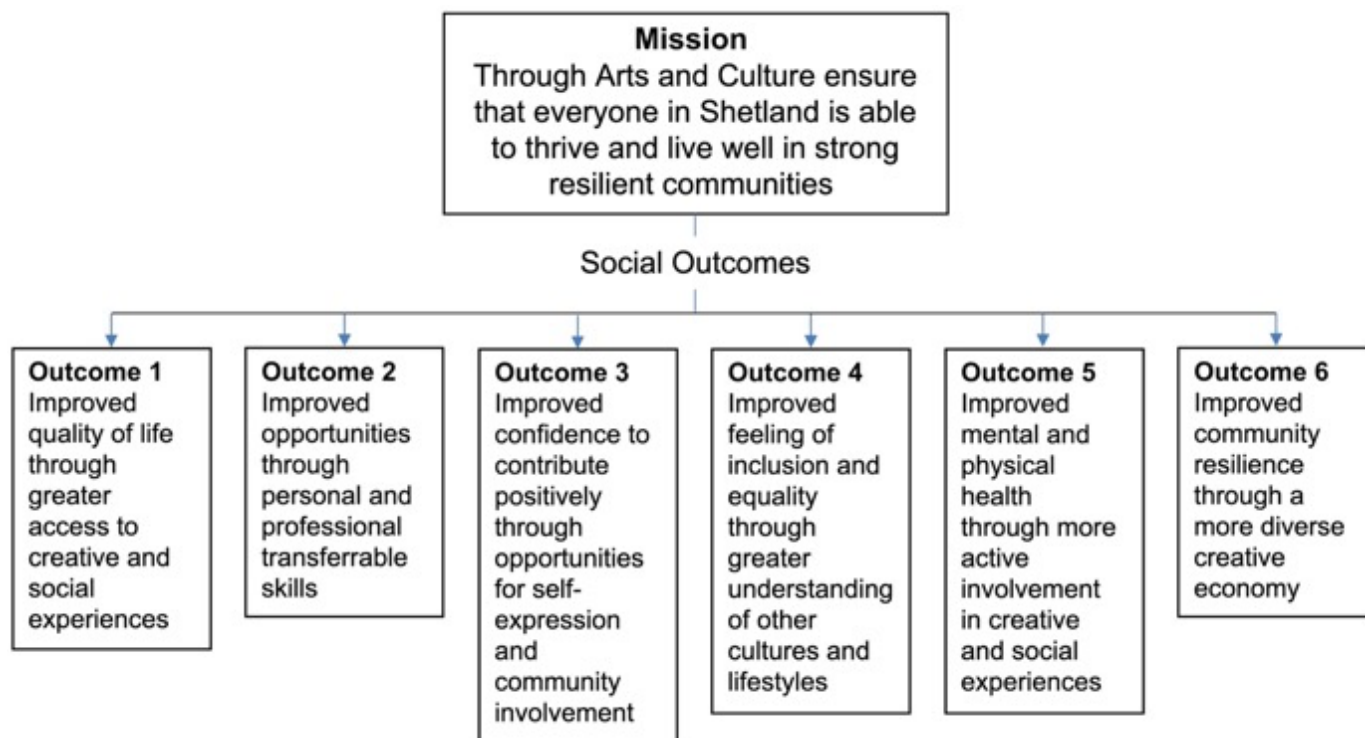 Mission
Through Arts and Culture ensure
that everyone in Shetland is able
to thrive and live well in strong
resilient communities
Social Outcomes
Outcome 1
Improved
quality of life
through
greater
access to
creative and
social
experiences
Outcome 2
Improved
opportunities
through
personal and
professional
transferrable
skills
Outcome 3
Improved
confidence to
contribute
positively
through
opportunities
for self-
expression
and
community
involvement
Outcome 4
Improved
feeling of
inclusion and
equality
through
greater
understanding
of other
cultures and
lifestyles
Outcome 5
Improved
mental and
physical
health
through more
active
involvement
in creative
and social
experiences
Outcome 6
Improved
community
resilience
through a
more diverse
creative
economy